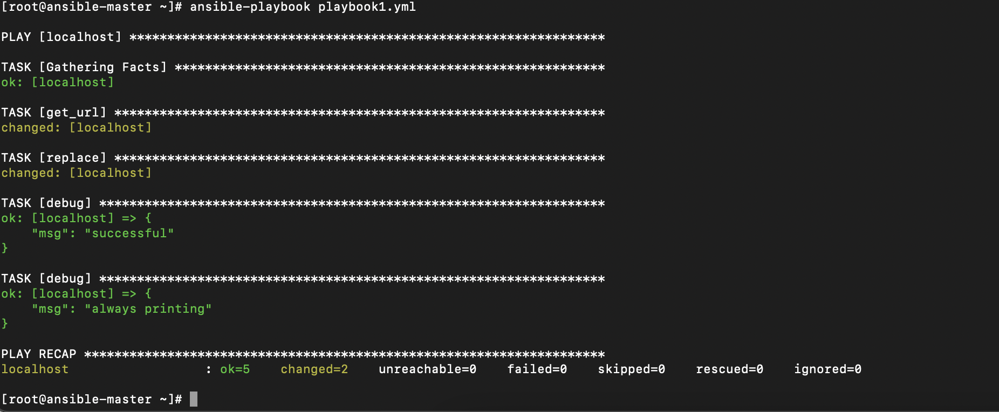 [root@ansible-master ~]# ansible-playbook playbook1.yml
PLAY [localhost] ***************************************************************
TASK [Gathering Facts] *********************************************************
ok: [localhost]
TASK [get_url] *****************************************************************
changed: [localhost]
TASK [replace] *****************************************************************
changed: [localhost]
TASK [debug] *******************************************************************
ok: [localhost] => {
    "msg": "successful"
}
TASK [debug] *******************************************************************
ok: [localhost] => {
    "msg": "always printing"
}
PLAY RECAP *********************************************************************
localhost                  : ok=5    changed=2    unreachable=0    failed=0    skipped=0    rescued=0    ignored=0
[root@ansible-master ~]#